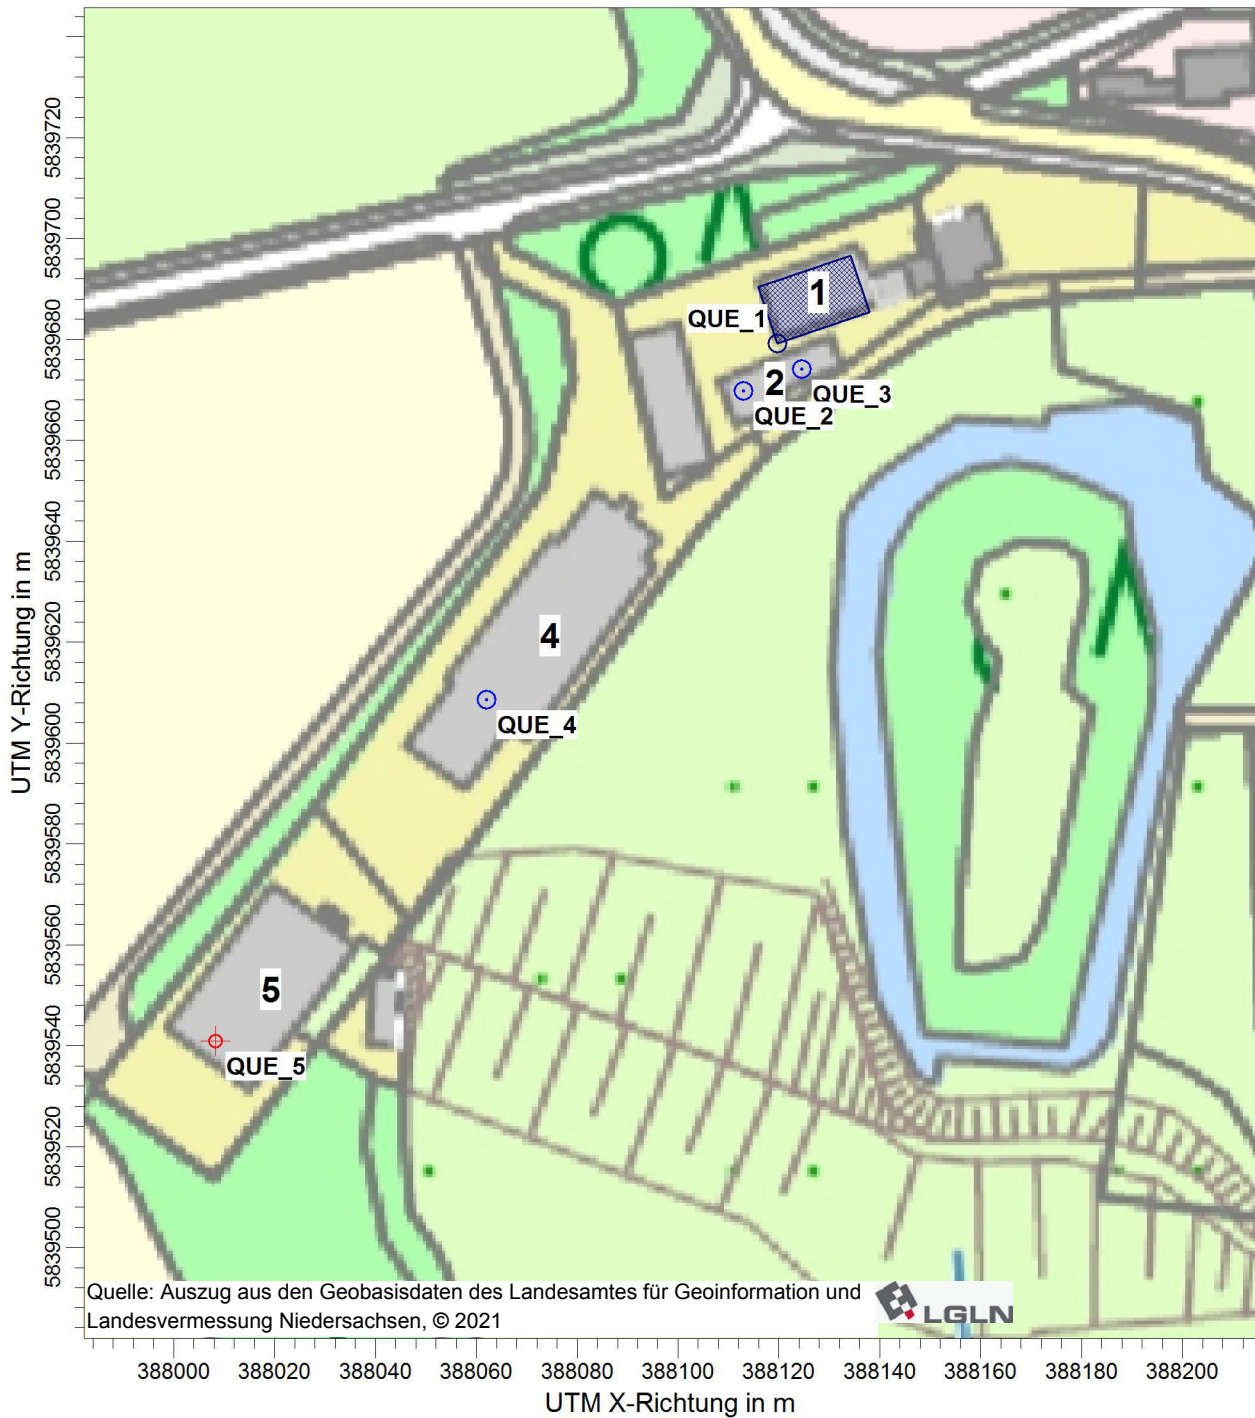 5839720
5839700
5839680
5839660
5839640
5839620
5839600
5839580
5839560
5839540
5839520
5839500
UTM Y-Richtung in m
1
QUE_1
2
QUE_3
QUE_2
4
QUE_4
5
QUE_5
Quelle: Auszug aus den Geobasisdaten des Landesamtes für Geoinformation und
Landesvermessung Niedersachsen, © 2021
LGLN
388000 388020 388040 388060 388080 388100 388120 388140 388160 388180 388200
UTM X-Richtung in m